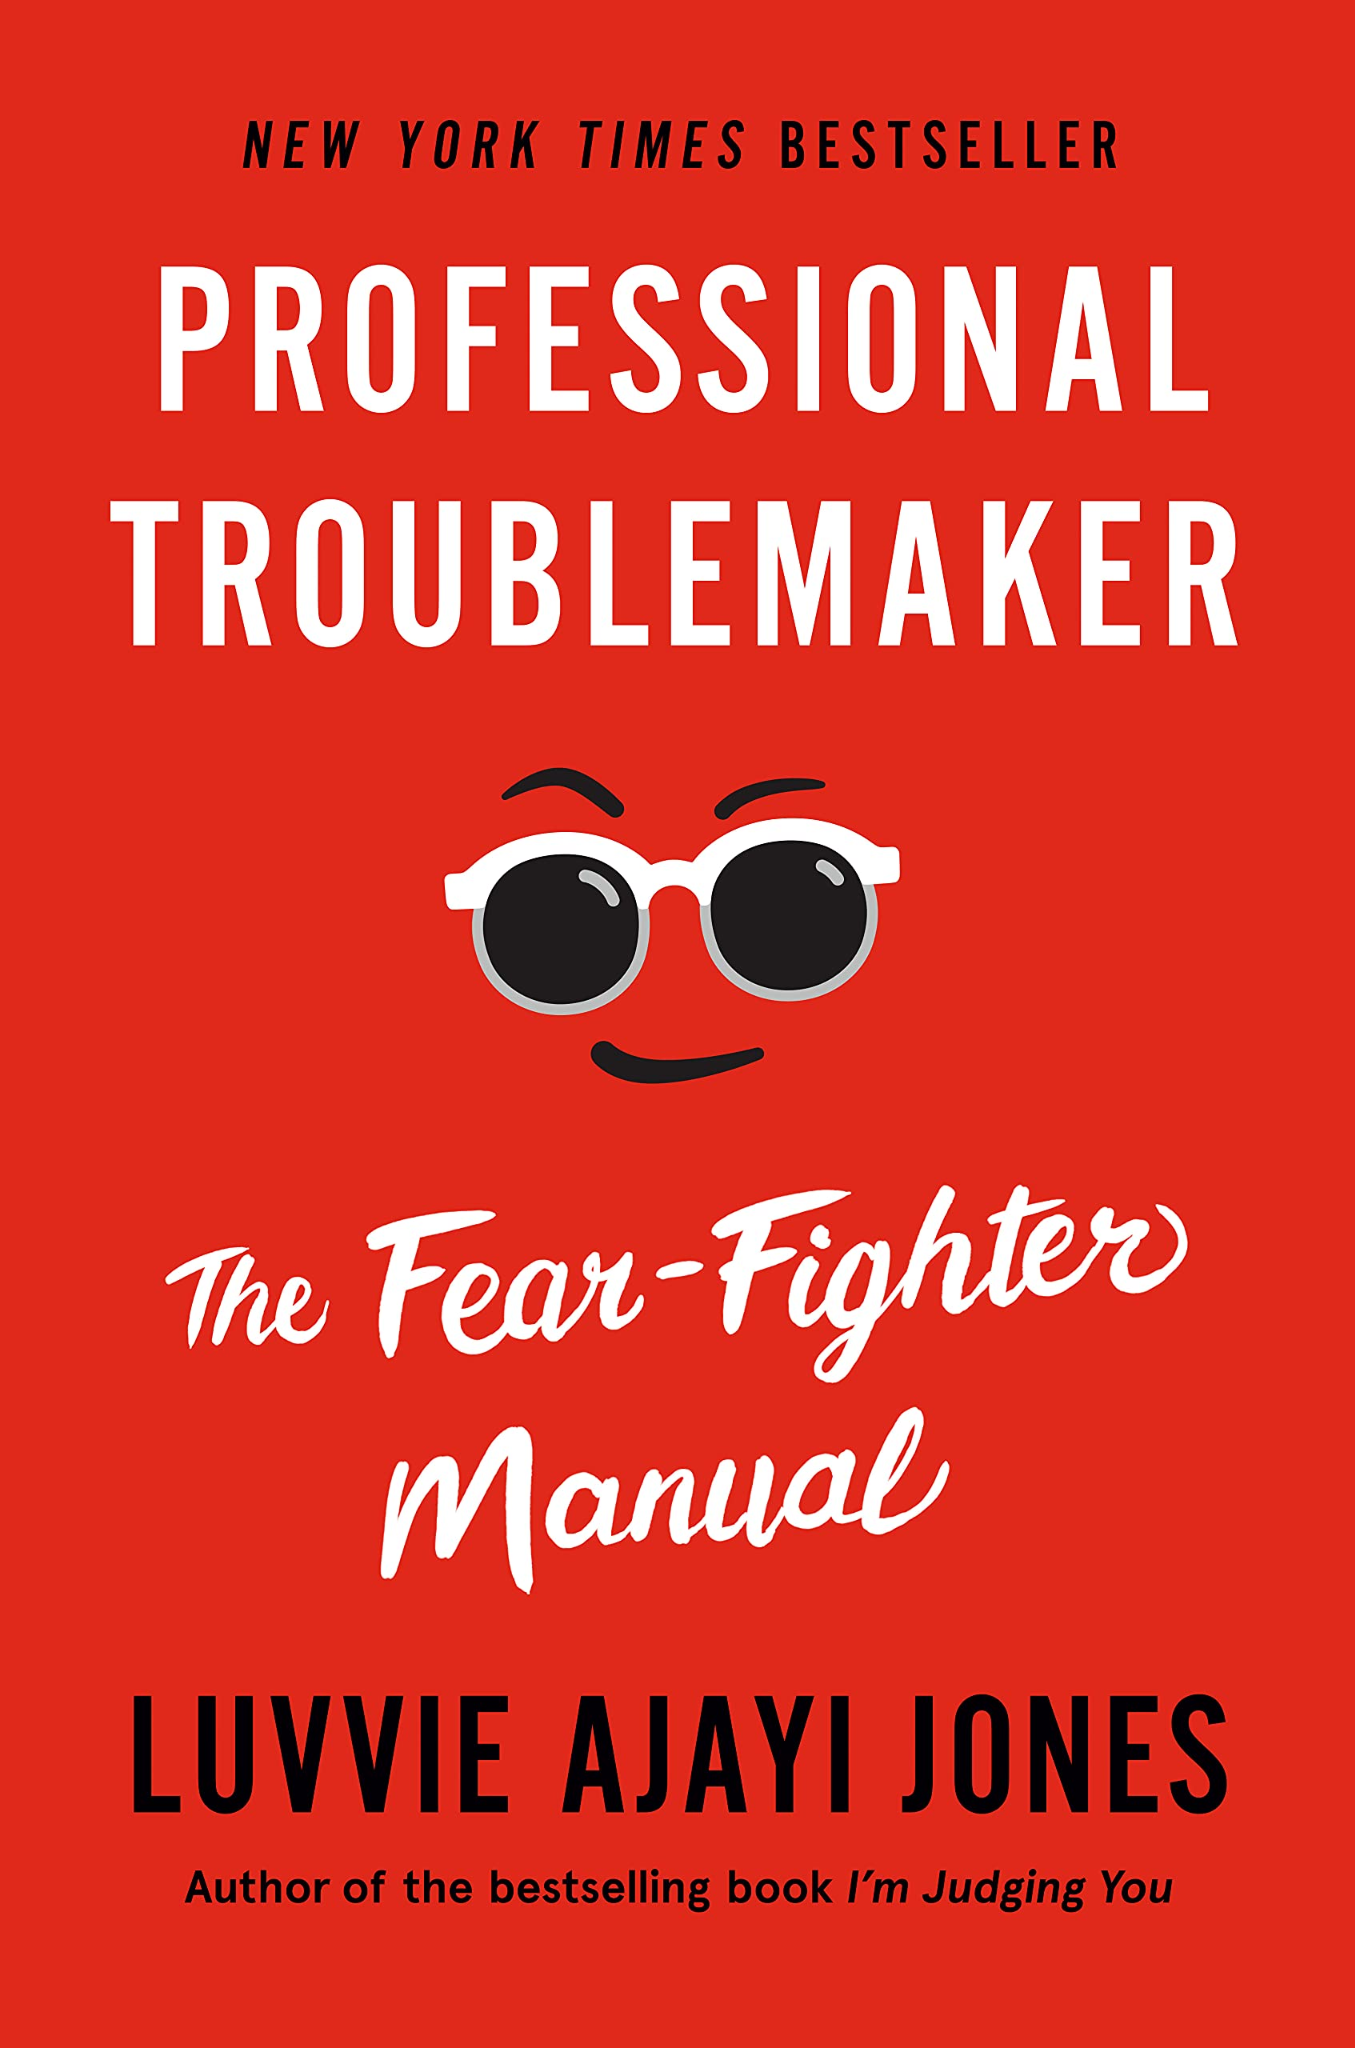 NEW YORK TIMES BESTSELLER
PROFESSIONAL
TROUBLEMAKER
The Fear-Fighter
Manual
LUVVIE AJAYI JONES
Author of the bestselling book I'm Judging You